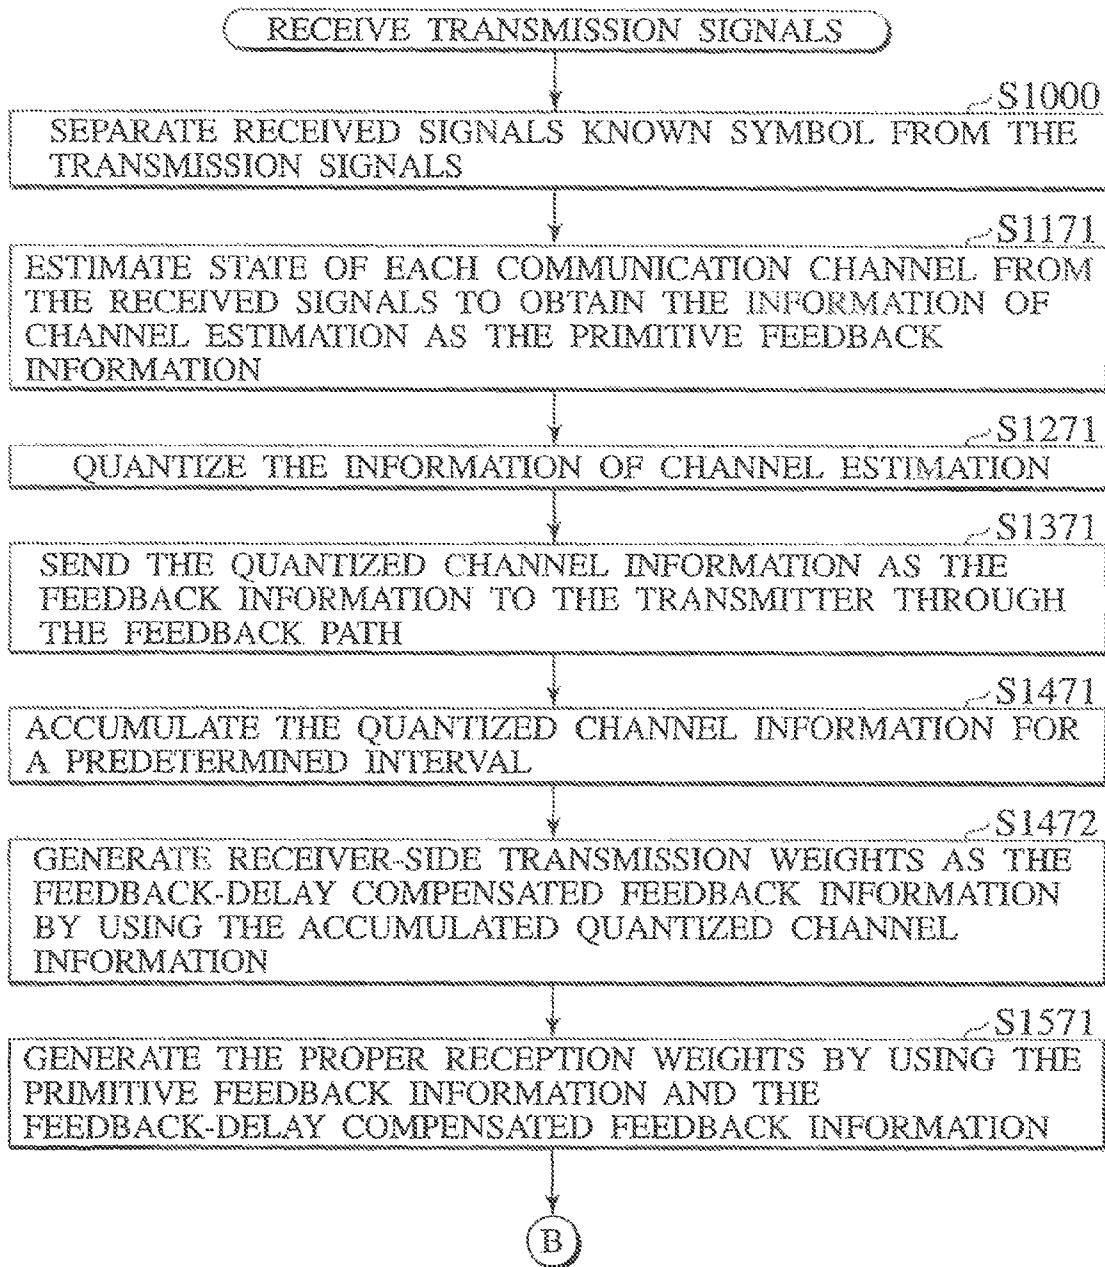 RECEIVE TRANSMISSION SIGNALS
S1000
SEPARATE RECEIVED SIGNALS KNOWN SYMBOL FROM THE
TRANSMISSION SIGNALS
S1171
ESTIMATE STATE OF EACH COMMUNICATION CHANNEL FROM
THE RECEIVED SIGNALS TO OBTAIN THE INFORMATION OF
CHANNEL ESTIMATION AS THE PRIMITIVE FEEDBACK
INFORMATION
S1271
QUANTIZE THE INFORMATION OF CHANNEL ESTIMATION
S1371
SEND THE QUANTIZED CHANNEL INFORMATION AS THE
FEEDBACK INFORMATION TO THE TRANSMITTER THROUGH
THE FEEDBACK PATH
S1471
ACCUMULATE THE QUANTIZED CHANNEL INFORMATION FOR
A PREDETERMINED INTERVAL
S1472
GENERATE RECEIVER-SIDE TRANSMISSION WEIGHTS AS THE
FEEDBACK-DELAY COMPENSATED FEEDBACK INFORMATION
BY USING THE ACCUMULATED QUANTIZED CHANNEL
INFORMATION
S1571
GENERATE THE PROPER RECEPTION WEIGHTS BY USING THE
PRIMITIVE FEEDBACK INFORMATION AND THE
FEEDBACK-DELAY COMPENSATED FEEDBACK INFORMATION
B